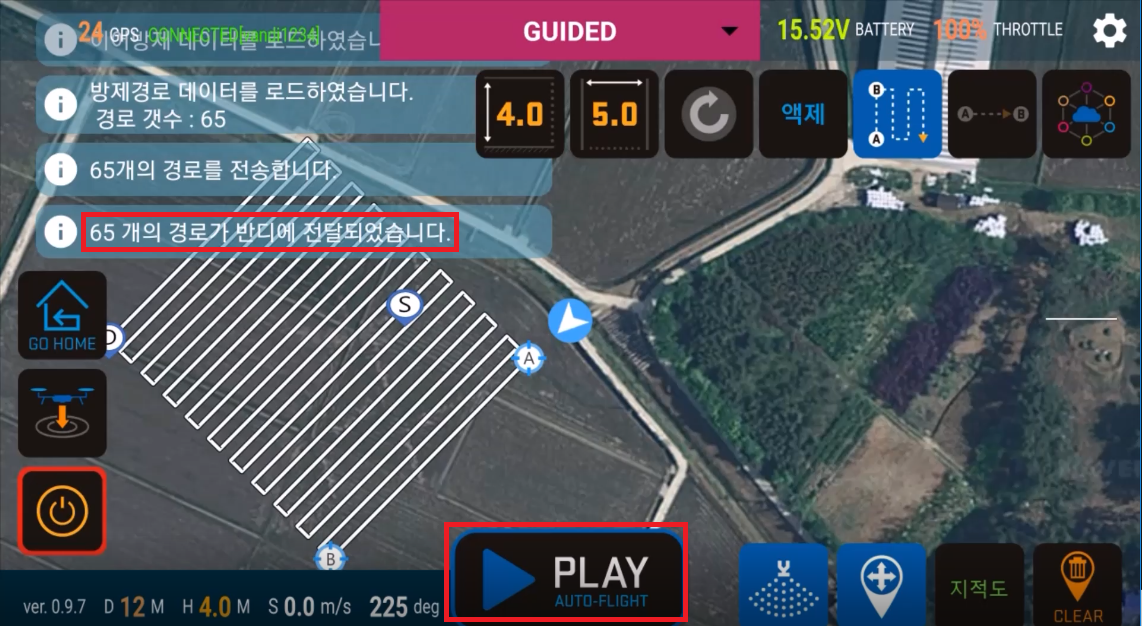 24 GPS CONNECTED[sandi1234] GUIDED 15.52V BATTERY 100% THROTTLE
이어방제 데이터를 로드하였습니
방제경로 데이터를 로드하였습니다.
경로 갯수 : 65
4.0 5.0 액제 B A A B
65개의 경로를 전송합니다.
65 개의 경로가 반디에 전달되었습니다.
S
GO HOME
D
A
B
PLAY
AUTO-FLIGHT
지적도
CLEAR
ver. 0.9.7 D 12 M H 4.0 M S 0.0 m/s 225 deg